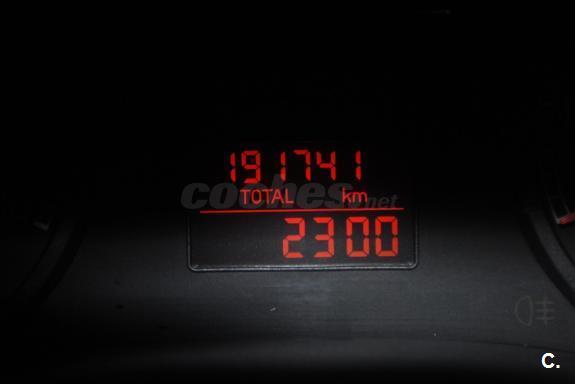 191741
TOTAL km
coches.net
2300
C.